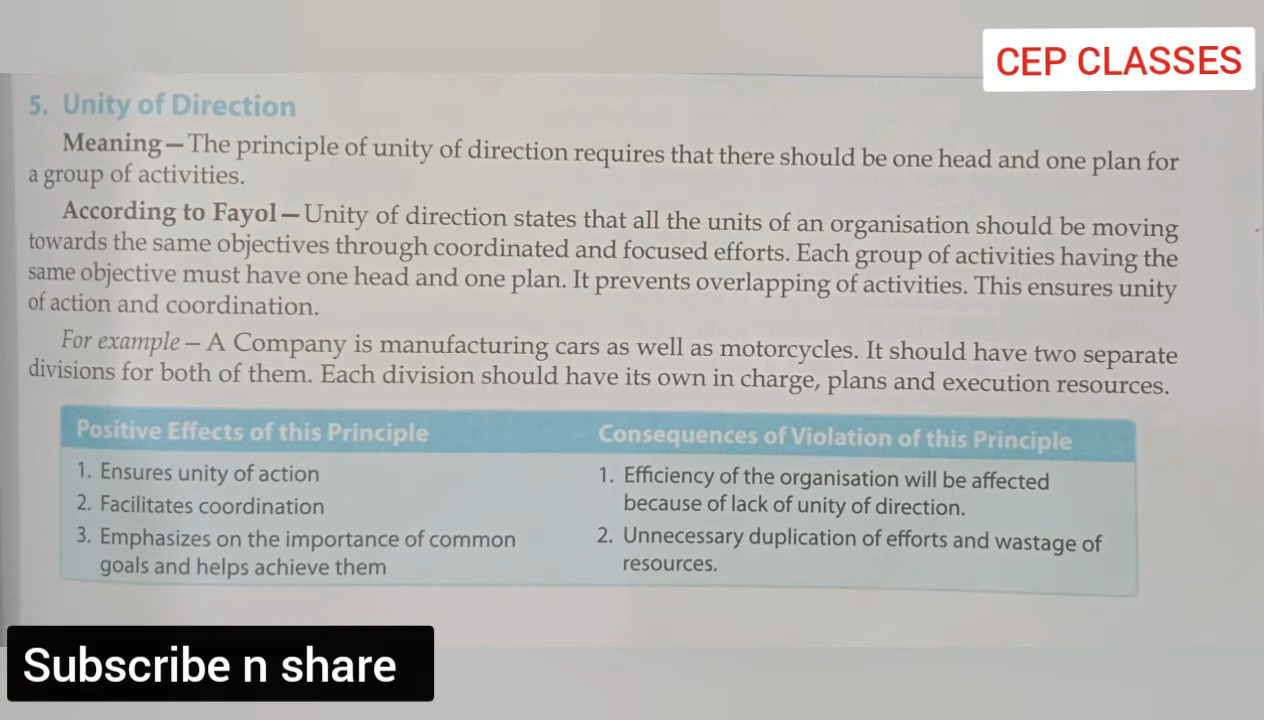 CEP CLASSES
5. Unity of Direction
Meaning—The principle of unity of direction requires that there should be one head and one plan for
a group of activities.
According to Fayol—Unity of direction states that all the units of an organisation should be moving
towards the same objectives through coordinated and focused efforts. Each group of activities having the
same objective must have one head and one plan. It prevents overlapping of activities. This ensures unity
of action and coordination.
For example – A Company is manufacturing cars as well as motorcycles. It should have two separate
divisions for both of them. Each division should have its own in charge, plans and execution resources.
Positive Effects of this Principle
1. Ensures unity of action
2. Facilitates coordination
3. Emphasizes on the importance of common
goals and helps achieve them
Consequences of Violation of this Principle
1. Efficiency of the organisation will be affected
because of lack of unity of direction.
2. Unnecessary duplication of efforts and wastage of
resources.
Subscribe n share